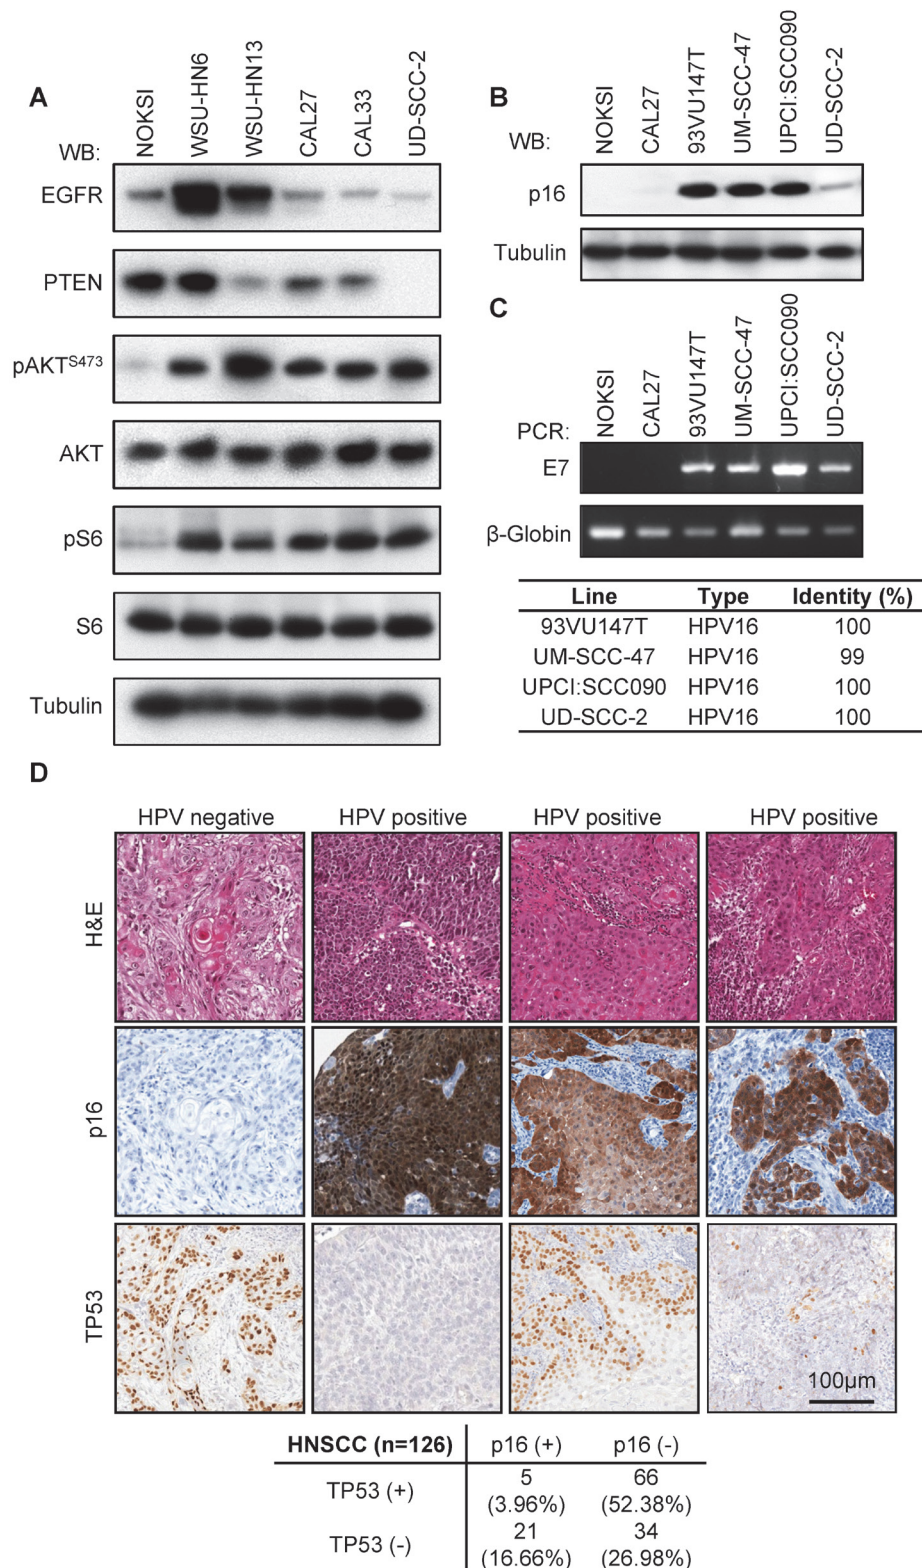 A
NOKSI WSU-HN6 WSU-HN13 CAL27 CAL33 UD-SCC-2
WB:
EGFR
PTEN
pAKTS473
AKT
pS6
S6
Tubulin
B
NOKSI CAL27 93VU147T UM-SCC-47 UPCI:SCC090 UD-SCC-2
WB:
p16
Tubulin
C
NOKSI CAL27 93VU147T UM-SCC-47 UPCI:SCC090 UD-SCC-2
PCR:
E7
β-Globin
Line Type Identity (%)
93VU147T HPV16 100
UM-SCC-47 HPV16 99
UPCI:SCC090 HPV16 100
UD-SCC-2 HPV16 100
D
HPV negative HPV positive HPV positive HPV positive
H&E
p16
TP53
100µm
HNSCC (n=126) p16 (+) p16 (-)
TP53 (+) 5 66
(3.96%) (52.38%)
TP53 (-) 21 34
(16.66%) (26.98%)